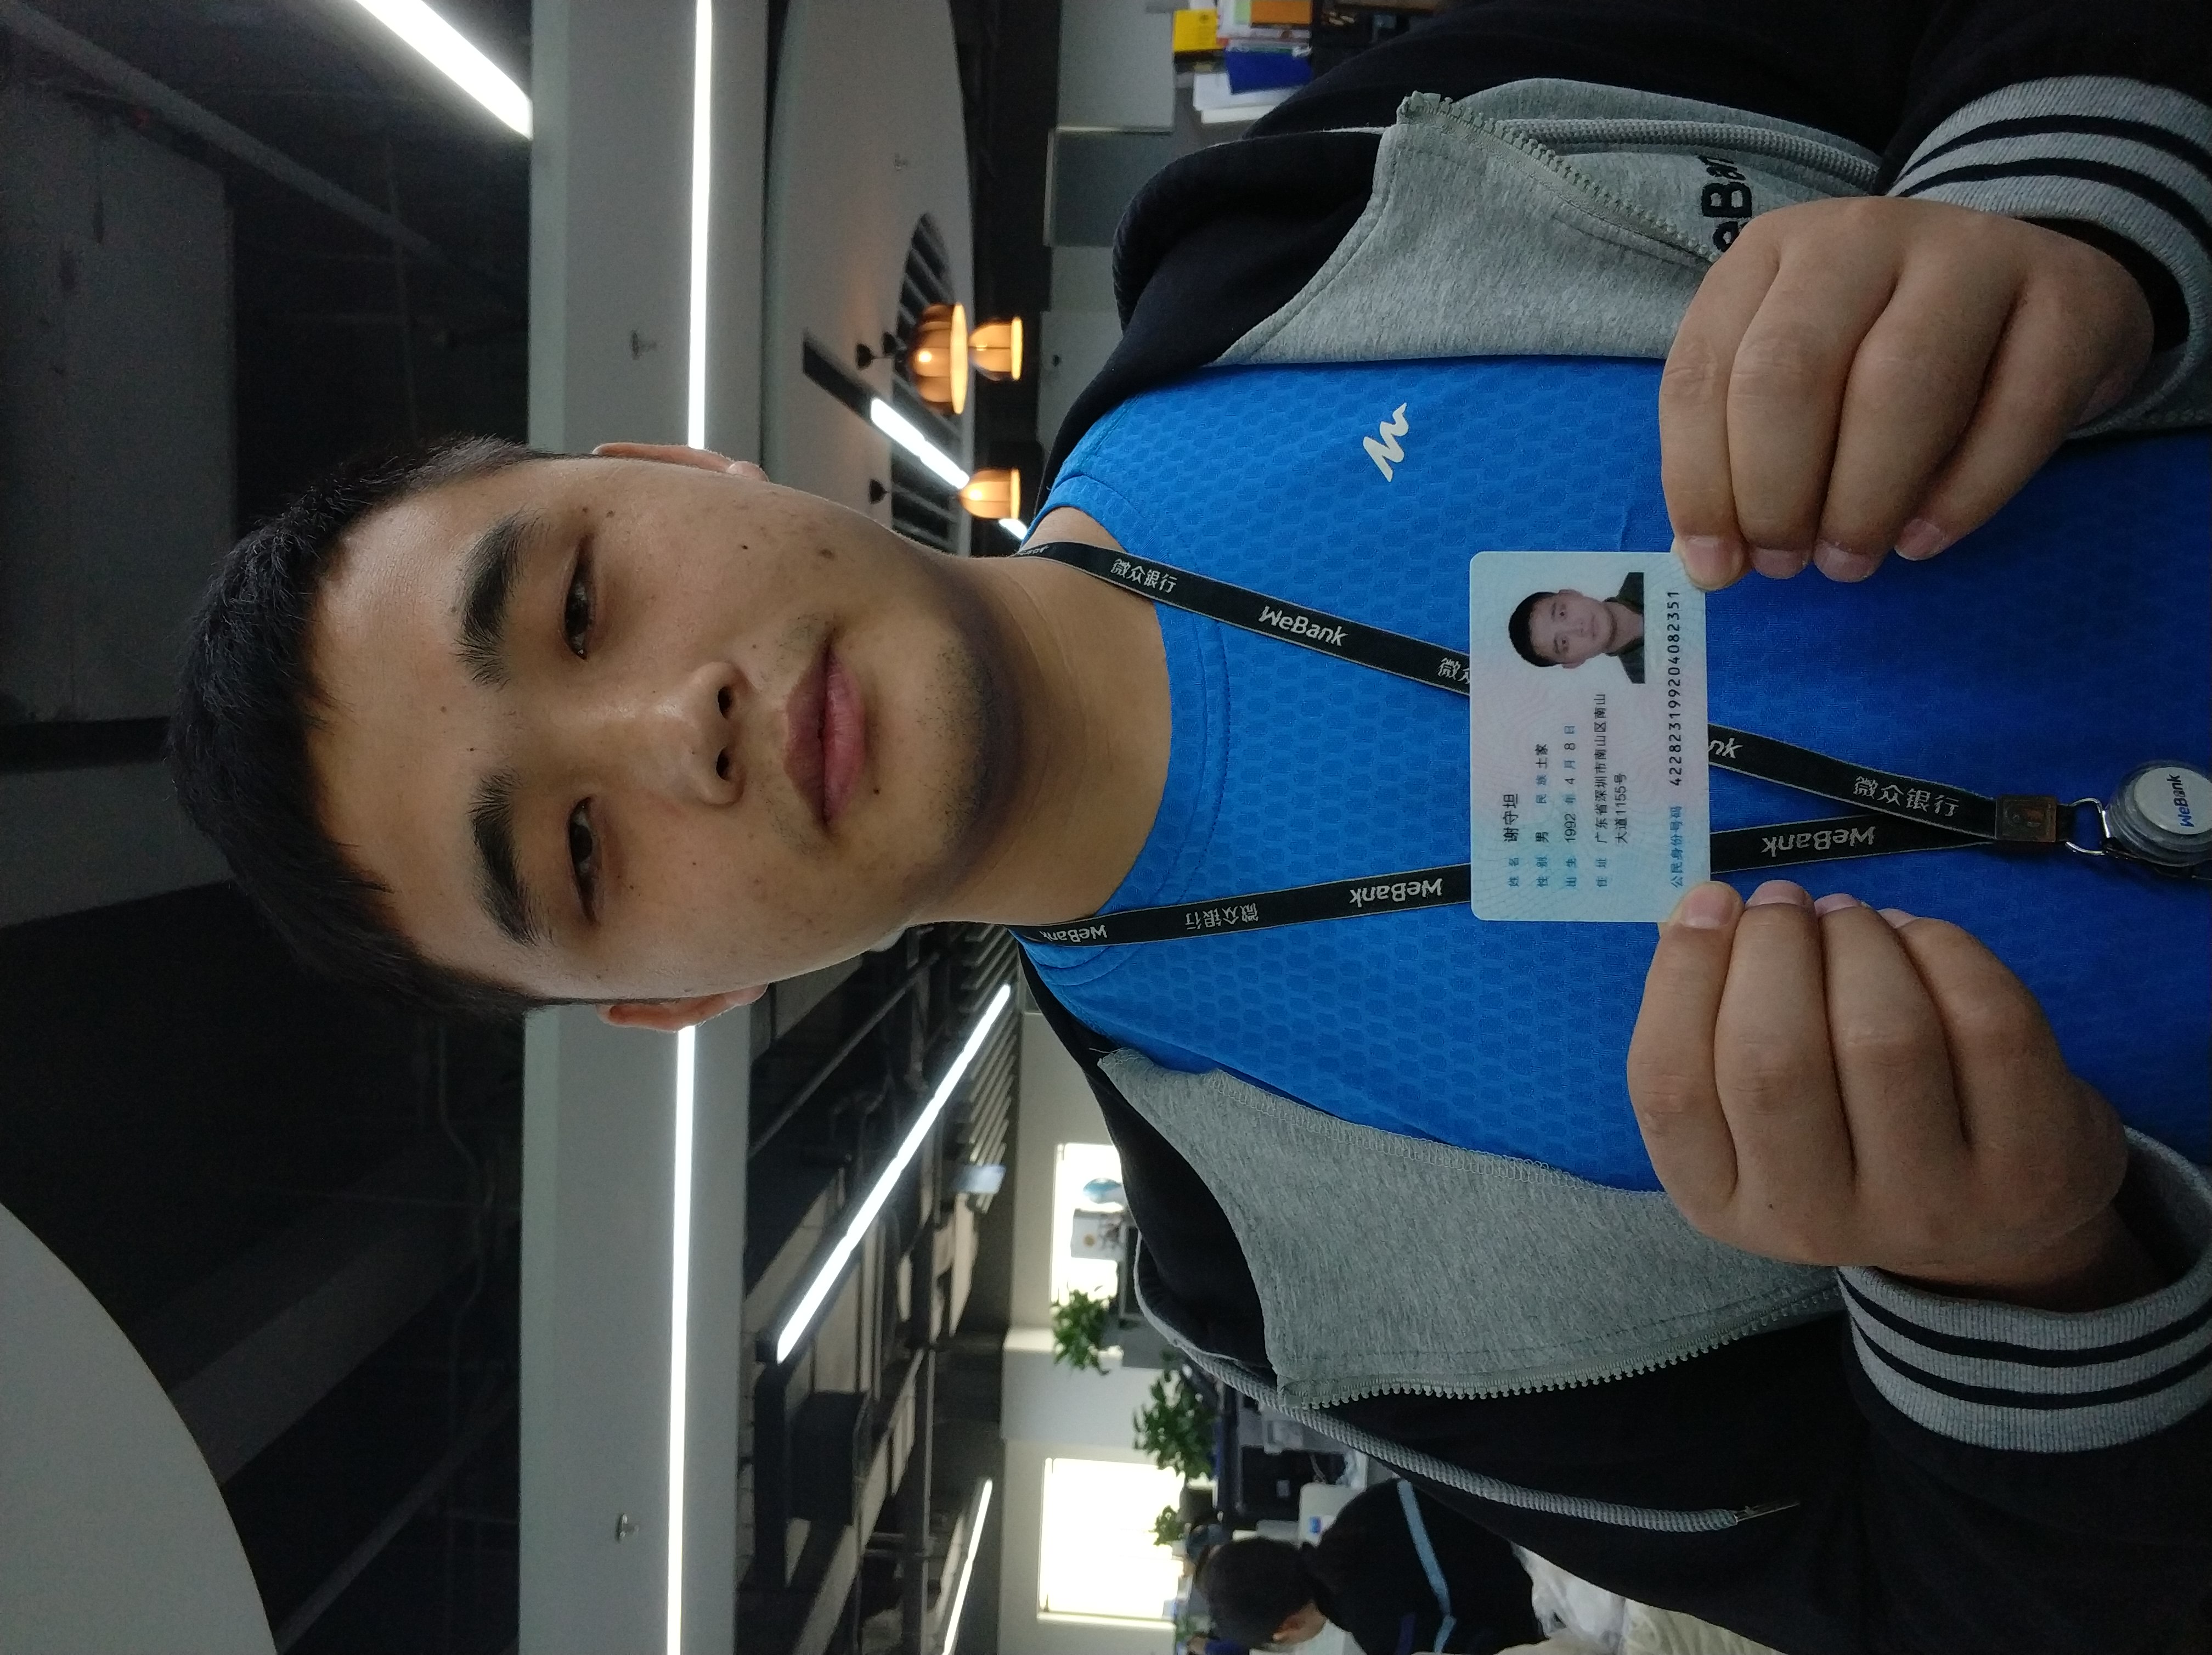 WeBank
微众银行
微众银行
WeBank
WeBank
微众
姓名 谢守坦
性别 男 民族 土家
出生 1992 年 4 月 8 日
住址 广东省深圳市南山区南山
大道1155号
公民身份号码 422823199204082351
WeBank
微众银行
WeBank